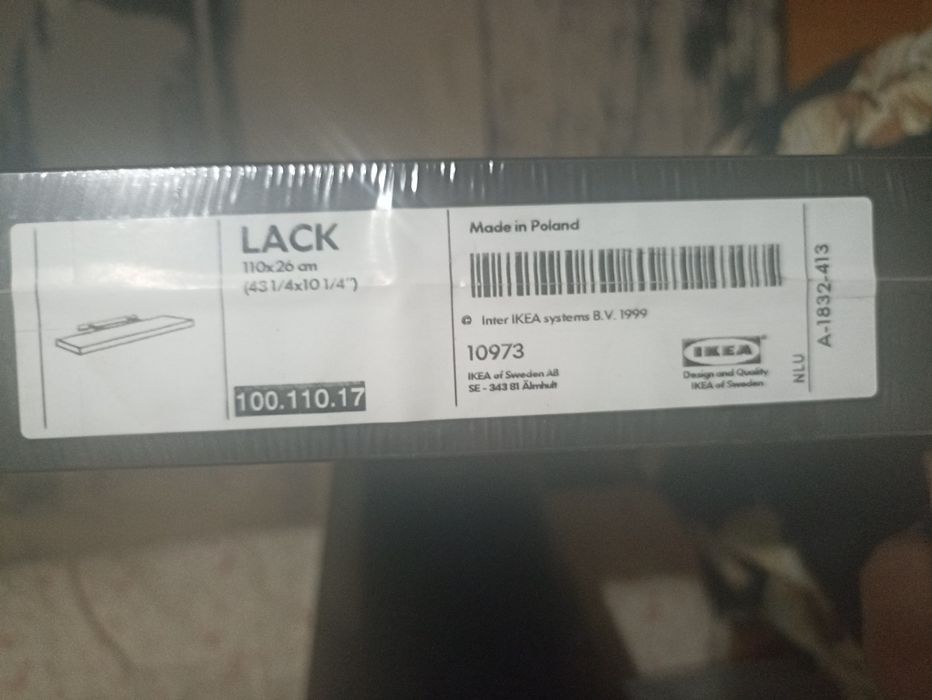 LACK
110x26 cm
(43 1/4x10 1/4")
100.110.17
Made in Poland
© Inter IKEA systems B.V. 1999
10973
IKEA of Sweden AB
SE - 343 81 Älmhult
IKEA
Design and Quality
IKEA of Sweden
NLU
A-1832-413